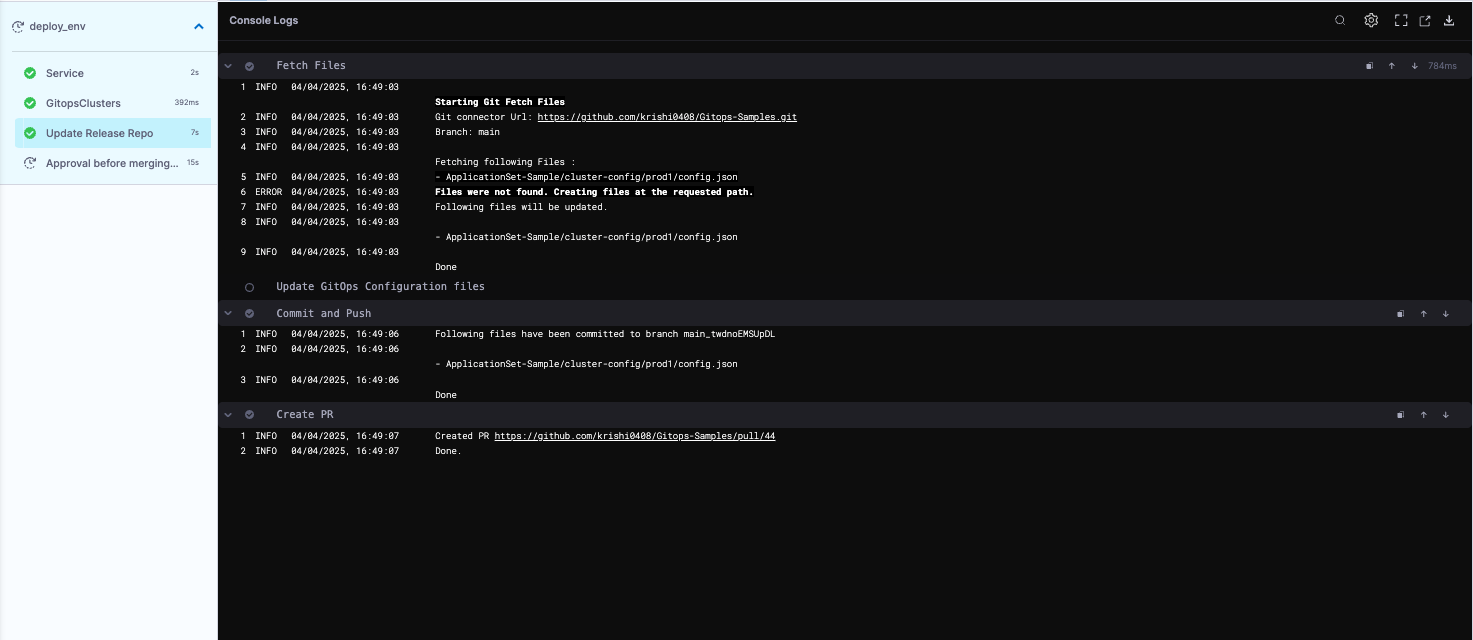 deploy_env
Service 2s
GitopsClusters 392ms
Update Release Repo 7s
Approval before merging... 15s
Console Logs
Fetch Files 784ms
1 INFO 04/04/2025, 16:49:03
Starting Git Fetch Files
2 INFO 04/04/2025, 16:49:03 Git connector Url: https://github.com/krishi0408/Gitops-Samples.git
3 INFO 04/04/2025, 16:49:03 Branch: main
4 INFO 04/04/2025, 16:49:03
Fetching following Files :
5 INFO 04/04/2025, 16:49:03 - ApplicationSet-Sample/cluster-config/prod1/config.json
6 ERROR 04/04/2025, 16:49:03 Files were not found. Creating files at the requested path.
7 INFO 04/04/2025, 16:49:03 Following files will be updated.
8 INFO 04/04/2025, 16:49:03
- ApplicationSet-Sample/cluster-config/prod1/config.json
9 INFO 04/04/2025, 16:49:03
Done
Update GitOps Configuration files
Commit and Push
1 INFO 04/04/2025, 16:49:06 Following files have been committed to branch main_twdnoEMSUpDL
2 INFO 04/04/2025, 16:49:06
- ApplicationSet-Sample/cluster-config/prod1/config.json
3 INFO 04/04/2025, 16:49:06
Done
Create PR
1 INFO 04/04/2025, 16:49:07 Created PR https://github.com/krishi0408/Gitops-Samples/pull/44
2 INFO 04/04/2025, 16:49:07 Done.